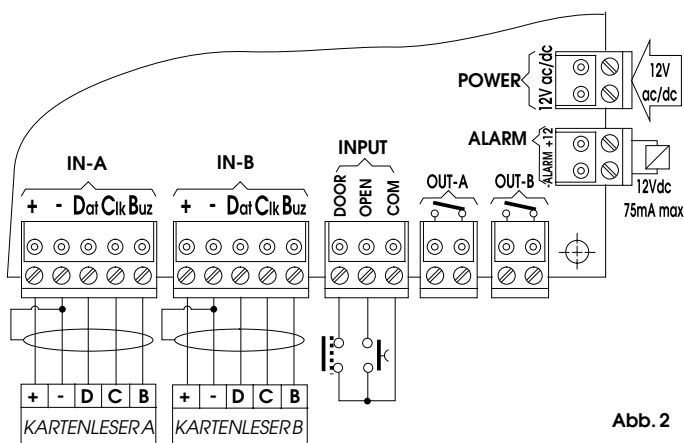 POWER
12V ac/dc
12V
ac/dc
ALARM
ALARM +12
12Vdc
75mA max
IN-A
+ - Dat Clk Buz
IN-B
+ - Dat Clk Buz
INPUT
DOOR
OPEN
COM
OUT-A
OUT-B
+ - D C B
KARTENLESER A
+ - D C B
KARTENLESER B
Abb. 2